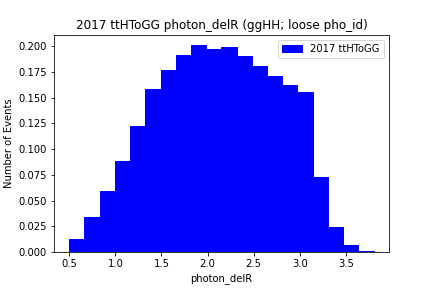 2017 ttHToGG photon_delR (ggHH; loose pho_id)
2017 ttHToGG
Number of Events
0.200
0.175
0.150
0.125
0.100
0.075
0.050
0.025
0.000
0.5 1.0 1.5 2.0 2.5 3.0 3.5
photon_delR